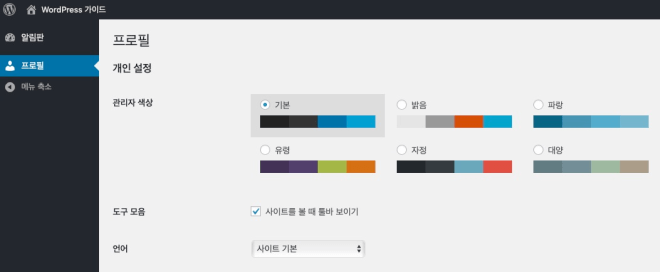 WordPress 가이드
알림판
프로필
메뉴 축소
프로필
개인 설정
관리자 색상
기본
밝음
파랑
유령
자정
대양
도구 모음
사이트를 볼 때 툴바 보이기
언어
사이트 기본